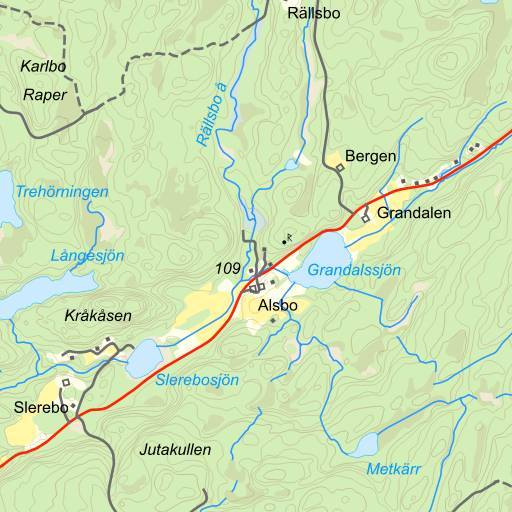 Rällsbo
Karlbo
Raper
Rällsbo å
Bergen
Trehörningen
Grandalen
Långesjön
109
Grandalssjön
Alsbo
Kråkåsen
Slerebosjön
Slerebo
Jutakullen
Metkärr